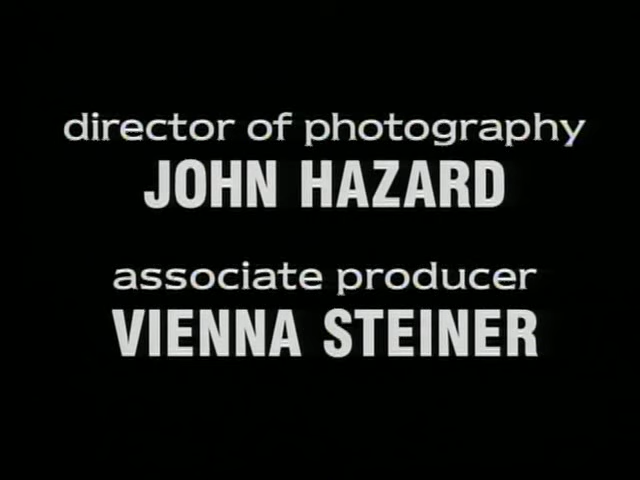 director of photography
JOHN HAZARD
associate producer
VIENNA STEINER